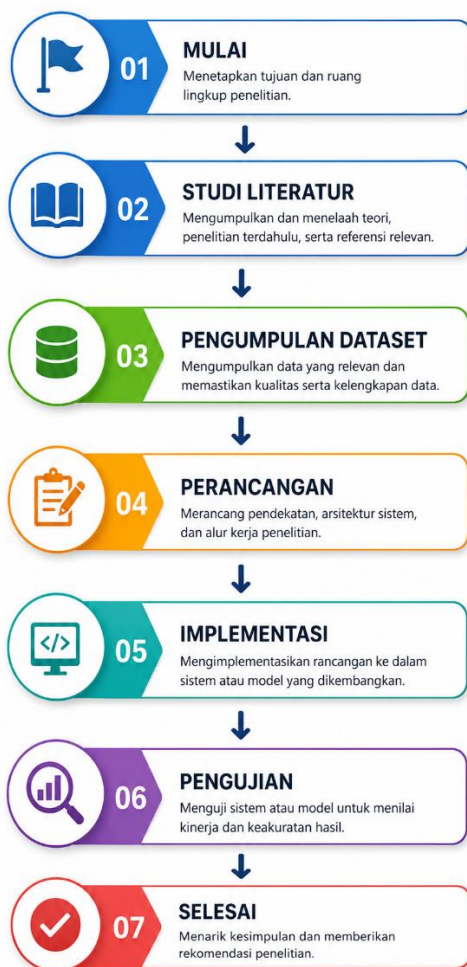 01
MULAI
Menetapkan tujuan dan ruang
lingkup penelitian.
02
STUDI LITERATUR
Mengumpulkan dan menelaah teori,
penelitian terdahulu, serta referensi relevan.
03
PENGUMPULAN DATASET
Mengumpulkan data yang relevan dan
memastikan kualitas serta kelengkapan data.
04
PERANCANGAN
Merancang pendekatan, arsitektur sistem,
dan alur kerja penelitian.
</>
05
IMPLEMENTASI
Mengimplementasikan rancangan ke dalam
sistem atau model yang dikembangkan.
06
PENGUJIAN
Menguji sistem atau model untuk menilai
kinerja dan keakuratan hasil.
07
SELESAI
Menarik kesimpulan dan memberikan
rekomendasi penelitian.